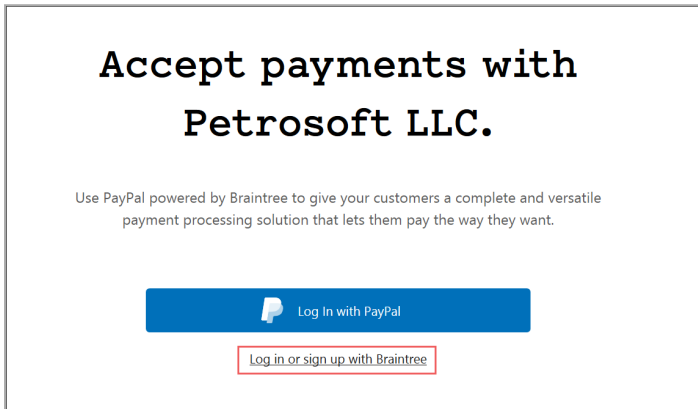 Accept payments with
Petrosoft LLC.
Use PayPal powered by Braintree to give your customers a complete and versatile
payment processing solution that lets them pay the way they want.
Log In with PayPal
Log in or sign up with Braintree